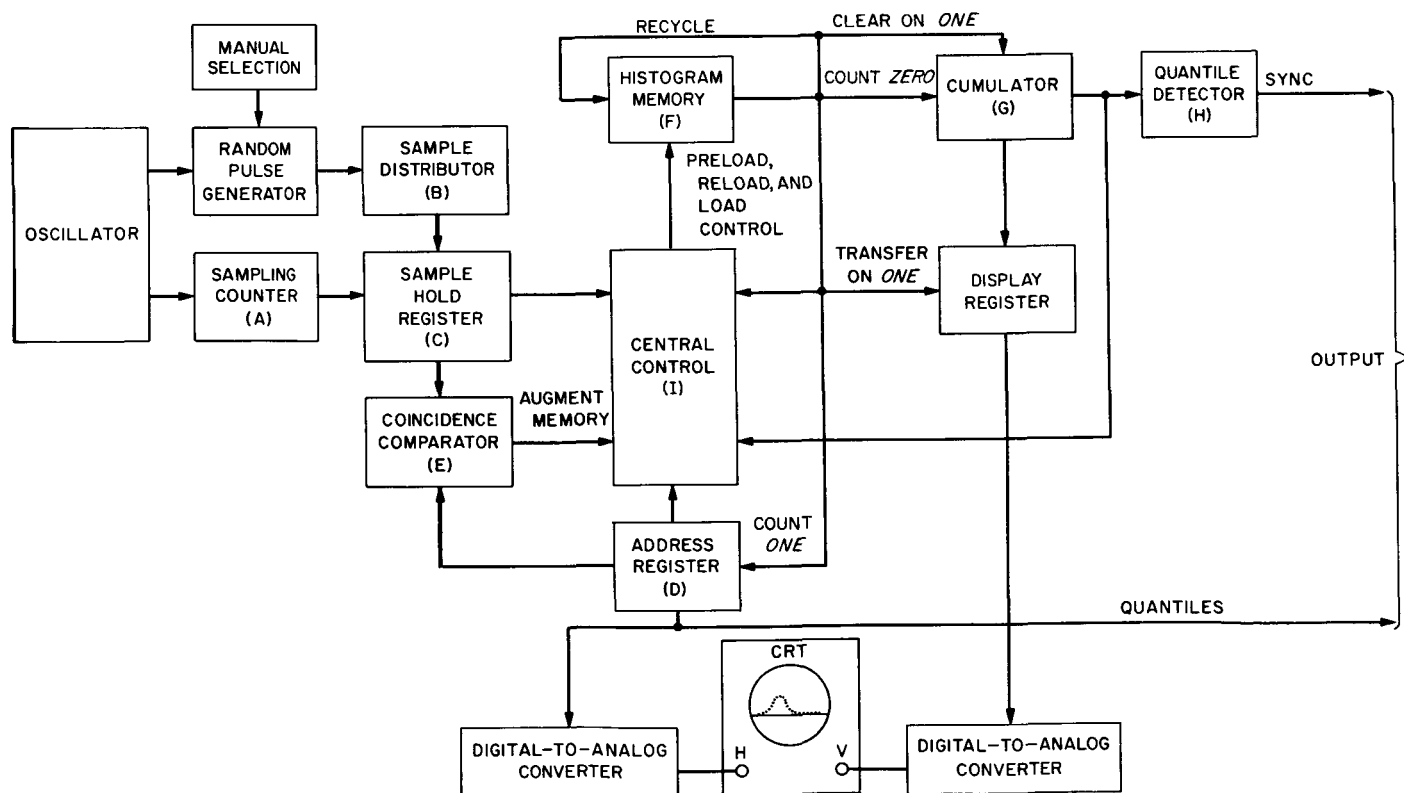 RECYCLE
CLEAR ON ONE
MANUAL
SELECTION
HISTOGRAM
MEMORY
(F)
COUNT ZERO
CUMULATOR
(G)
QUANTILE
DETECTOR
(H)
SYNC
OSCILLATOR
RANDOM
PULSE
GENERATOR
SAMPLE
DISTRIBUTOR
(B)
PRELOAD,
RELOAD, AND
LOAD
CONTROL
SAMPLING
COUNTER
(A)
SAMPLE
HOLD
REGISTER
(C)
TRANSFER
ON ONE
DISPLAY
REGISTER
CENTRAL
CONTROL
(I)
OUTPUT
COINCIDENCE
COMPARATOR
(E)
AUGMENT
MEMORY
ADDRESS
REGISTER
(D)
COUNT
ONE
QUANTILES
CRT
DIGITAL-TO-ANALOG
CONVERTER
H
V
DIGITAL-TO-ANALOG
CONVERTER